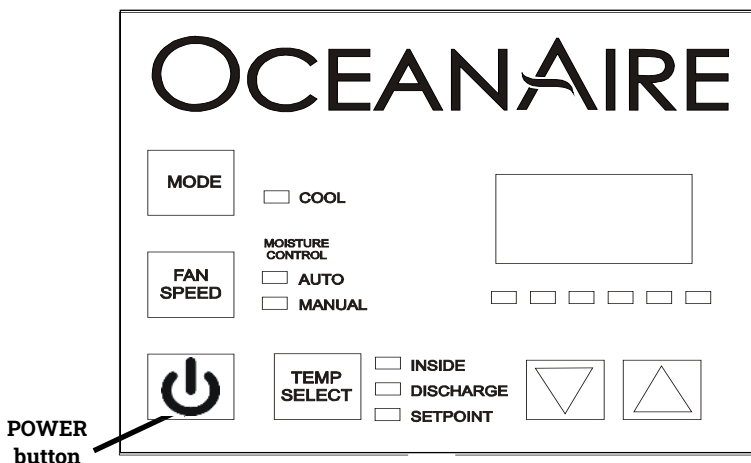 OCEANAIRE
MODE
COOL
MOISTURE
CONTROL
FAN
SPEED
AUTO
MANUAL
TEMP
SELECT
INSIDE
DISCHARGE
SETPOINT
POWER
button